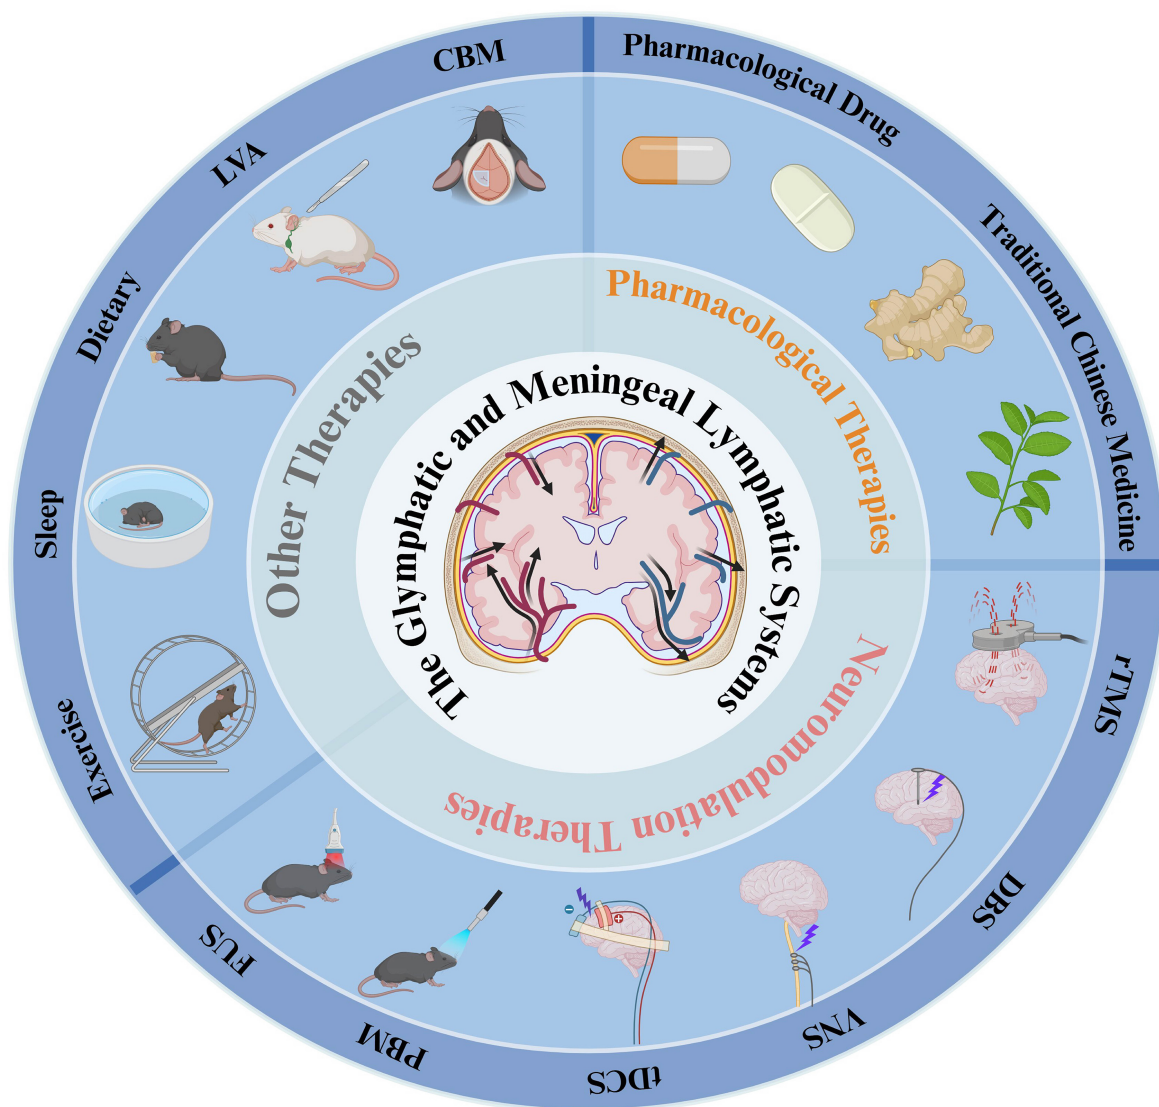 CBM
Pharmacological Drug
LVA
Traditional Chinese Medicine
Dietary
Sleep
Exercise
FUS
PBM
tDCS
VNS
DBS
rTMS
Pharmacological Therapies
Other Therapies
Neuromodulation Therapies
The Glymphatic and Meningeal Lymphatic Systems